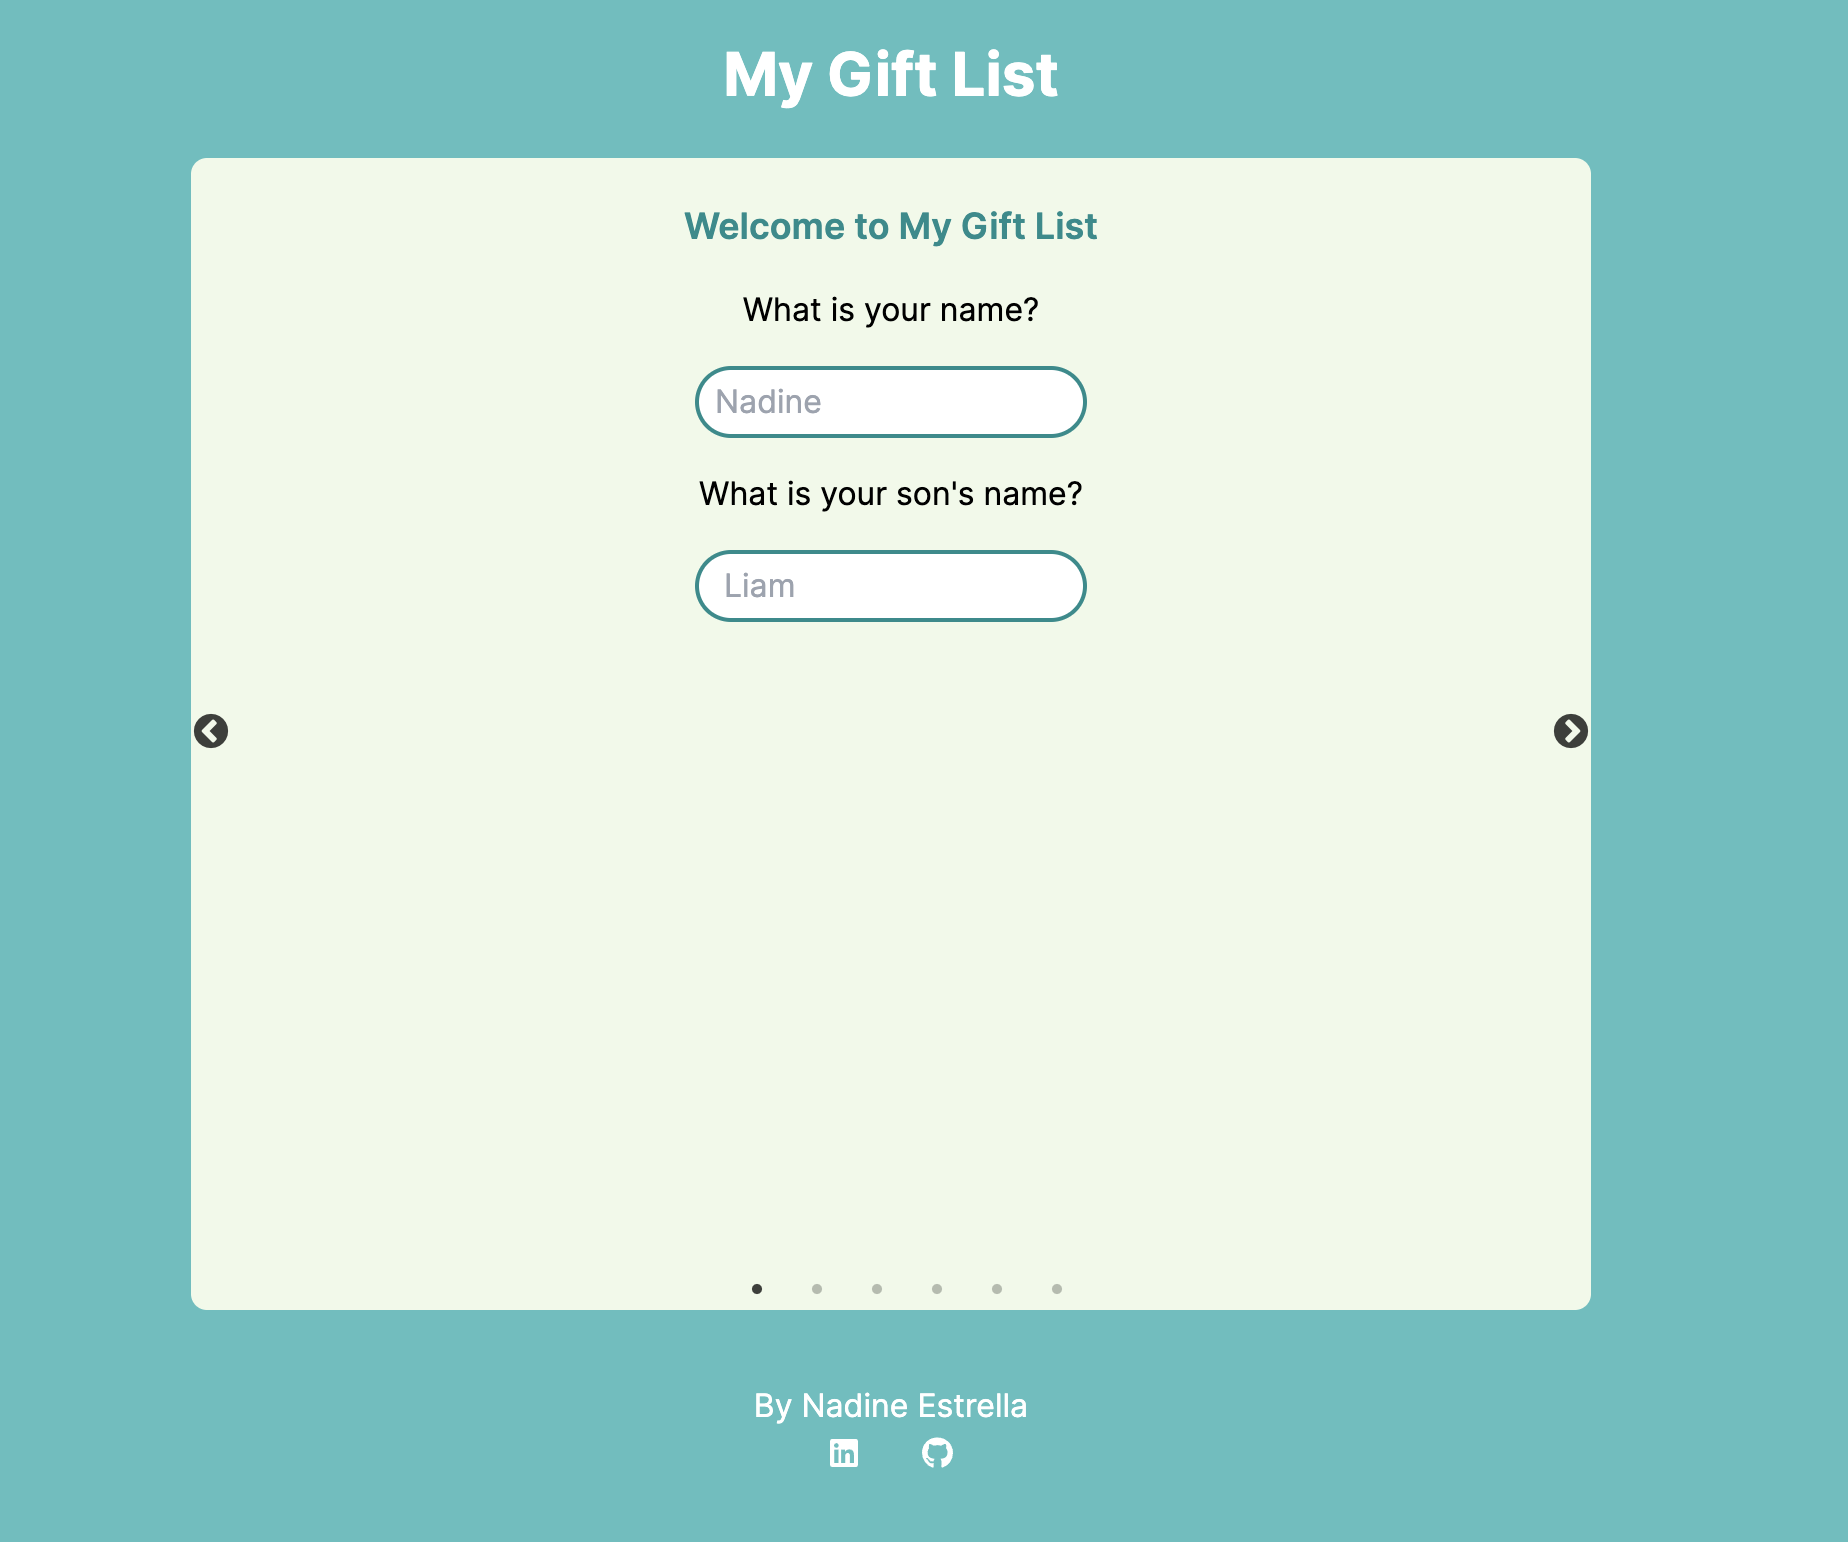 My Gift List
Welcome to My Gift List
What is your name?
Nadine
What is your son's name?
Liam
By Nadine Estrella
in